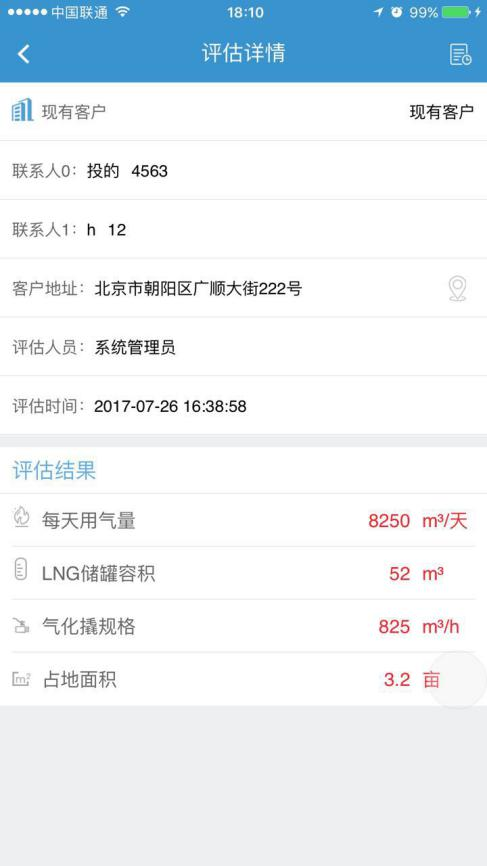 中国联通 18:10 99%
评估详情
现有客户 现有客户
联系人0: 投的 4563
联系人1: h 12
客户地址: 北京市朝阳区广顺大街222号
评估人员: 系统管理员
评估时间: 2017-07-26 16:38:58
评估结果
每天用气量 8250 m³/天
LNG储罐容积 52 m³
气化撬规格 825 m³/h
m² 占地面积 3.2 亩